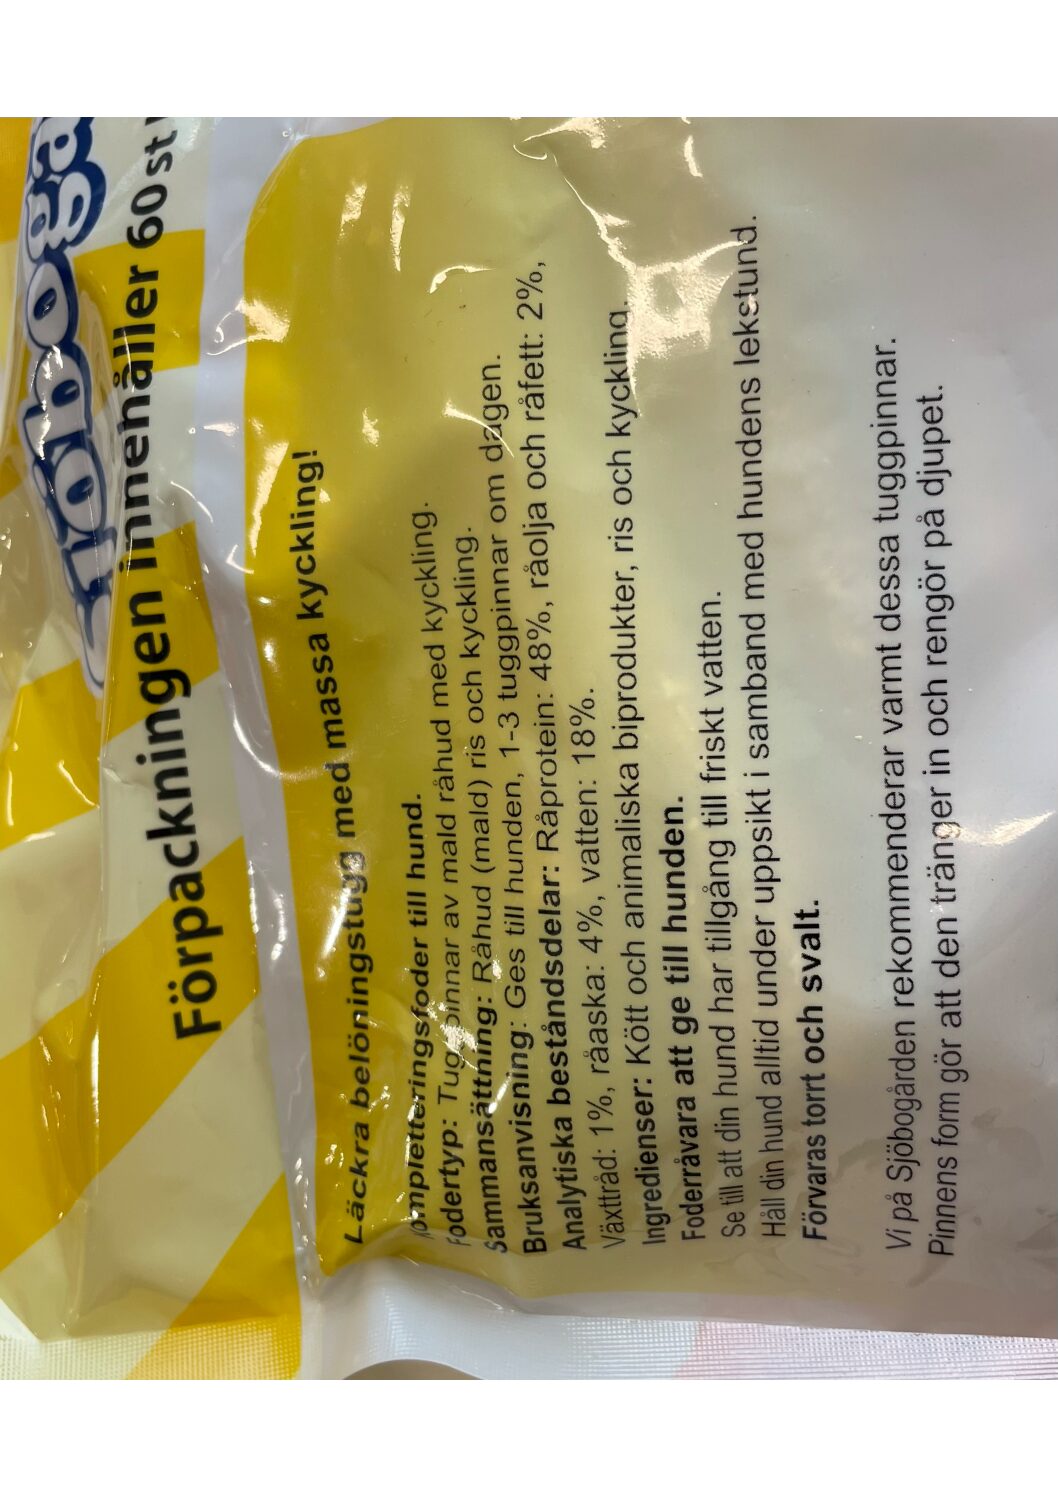 Förpackningen innehåller 60 st
Läckra belöningstugg med massa kyckling!
Kompletteringsfoder till hund.
Fodertyp: Tuggpinnar av mald råhud med kyckling.
Sammansättning: Råhud (mald) ris och kyckling.
Bruksanvisning: Ges till hunden, 1-3 tuggpinnar om dagen.
Analytiska beståndsdelar: Råprotein: 48%, råolja och råfett: 2%,
Växttråd: 1%, råaska: 4%, vatten: 18%.
Ingredienser: Kött och animaliska biprodukter, ris och kyckling.
Foderråvara att ge till hunden.
Se till att din hund har tillgång till friskt vatten.
Håll din hund alltid under uppsikt i samband med hundens lekstund.
Förvaras torrt och svalt.
Vi på Sjöbogården rekommenderar varmt dessa tuggpinnar.
Pinnens form gör att den tränger in och rengör på djupet.